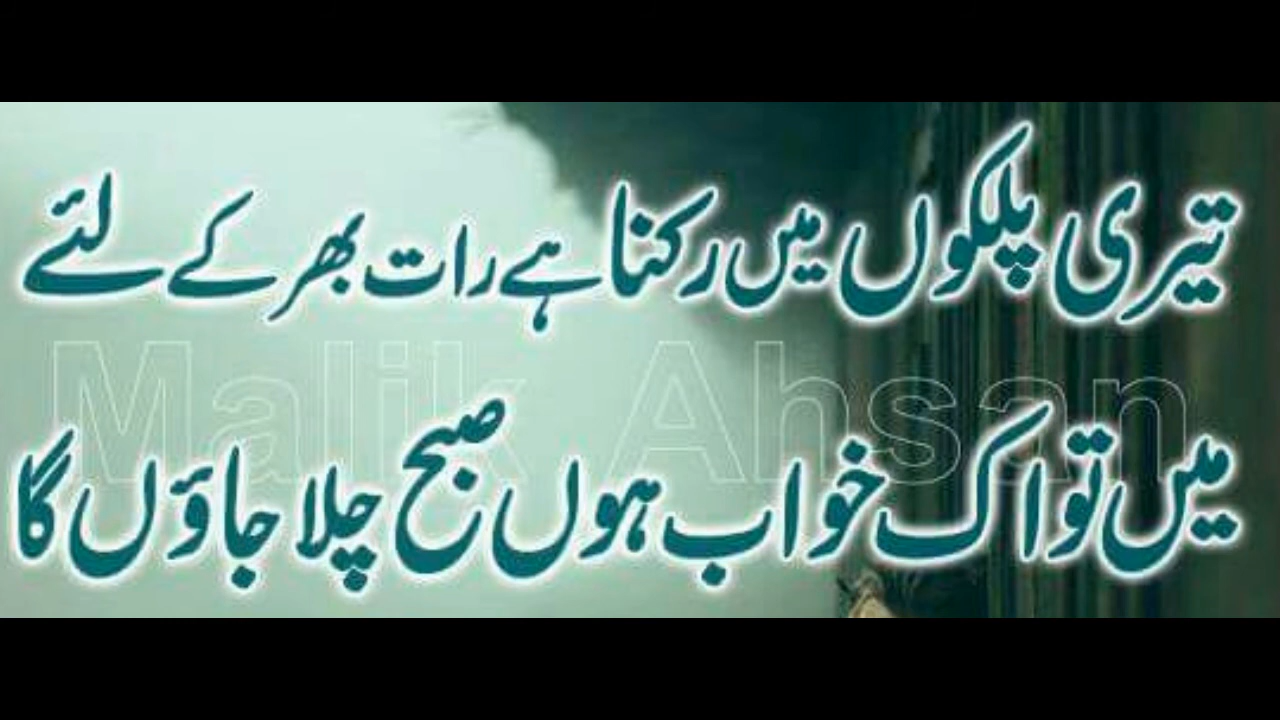 تیری پلکوں میں رکنا ہے رات بھر کے لئے
Malik Ahsan
میں تو اک خواب ہوں صبح چلا جاؤں گا